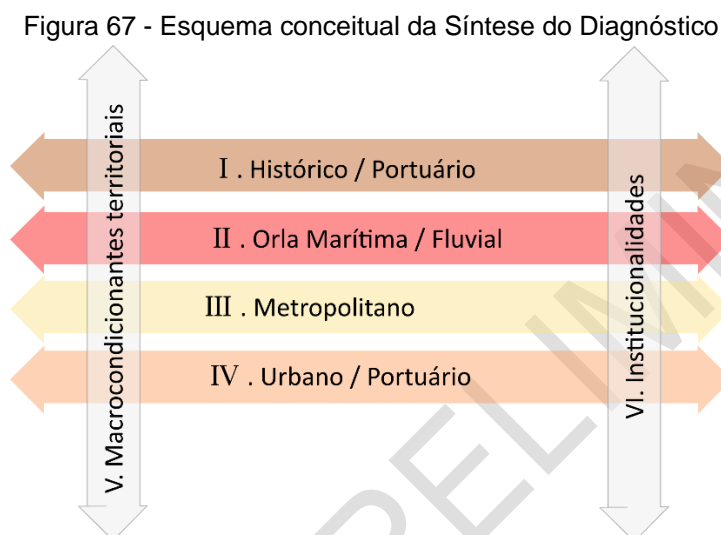 Figura 67 - Esquema conceitual da Síntese do Diagnóstico
V. Macrocondicionantes territoriais
I . Histórico / Portuário
II . Orla Marítima / Fluvial
III . Metropolitano
IV . Urbano / Portuário
VI. Institucionalidades